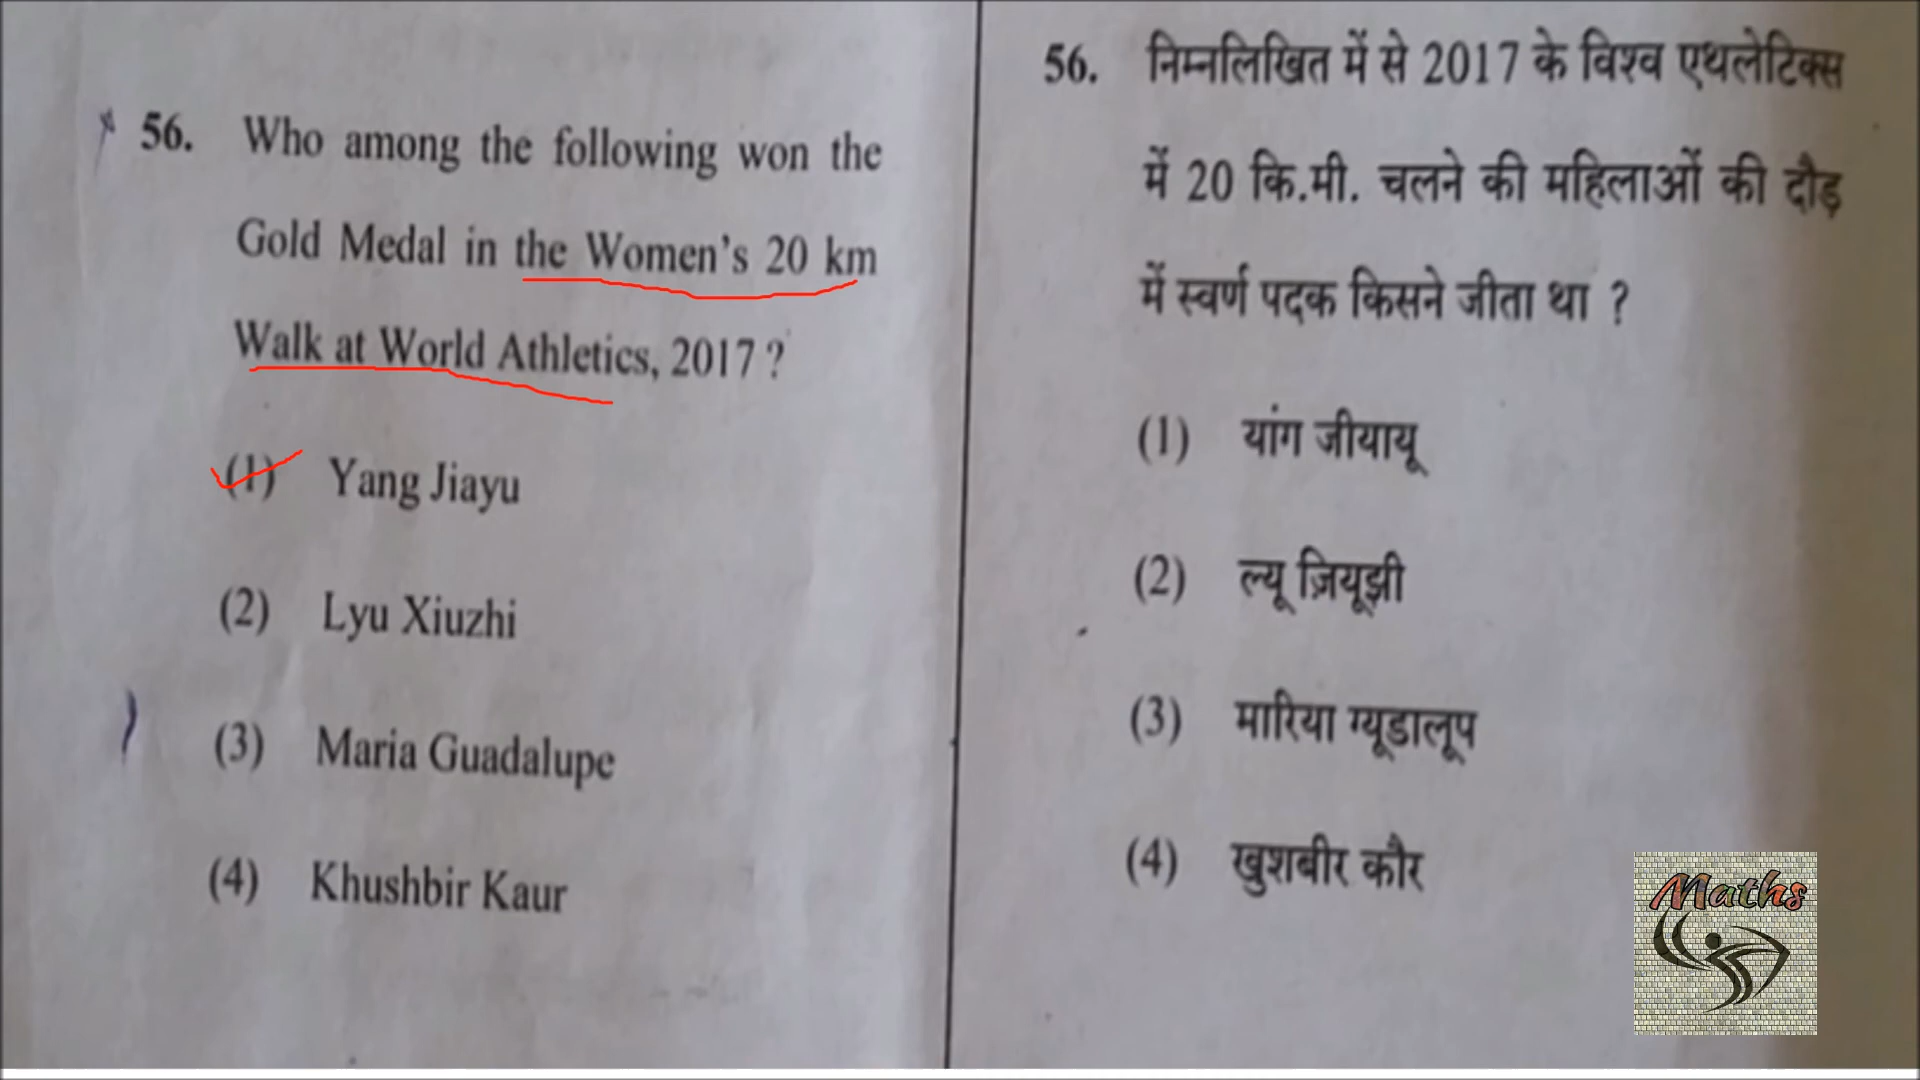 56. Who among the following won the
Gold Medal in the Women's 20 km
Walk at World Athletics, 2017 ?
(1) Yang Jiayu
(2) Lyu Xiuzhi
(3) Maria Guadalupe
(4) Khushbir Kaur
56. निम्नलिखित में से 2017 के विश्व एथलेटिक्स
में 20 कि.मी. चलने की महिलाओं की दौड़
में स्वर्ण पदक किसने जीता था ?
(1) यांग जीयायू
(2) ल्यू ज़ियूझी
(3) मारिया ग्यूडालूप
(4) खुशबीर कौर
Maths